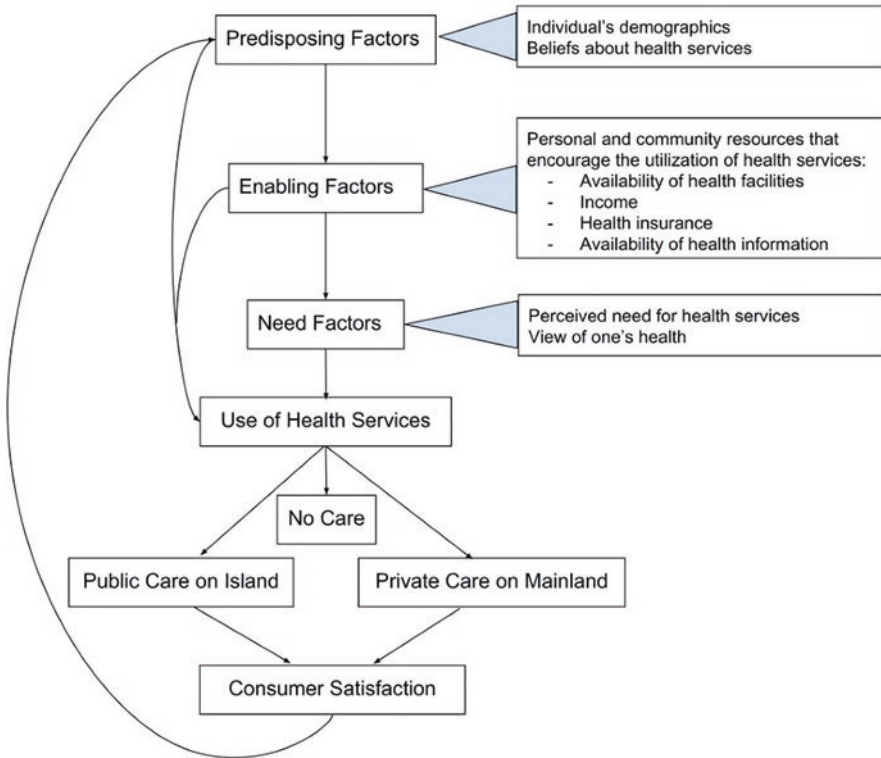 Predisposing Factors
Individual's demographics
Beliefs about health services
Enabling Factors
Personal and community resources that
encourage the utilization of health services:
- Availability of health facilities
- Income
- Health insurance
- Availability of health information
Need Factors
Perceived need for health services
View of one's health
Use of Health Services
No Care
Public Care on Island
Private Care on Mainland
Consumer Satisfaction